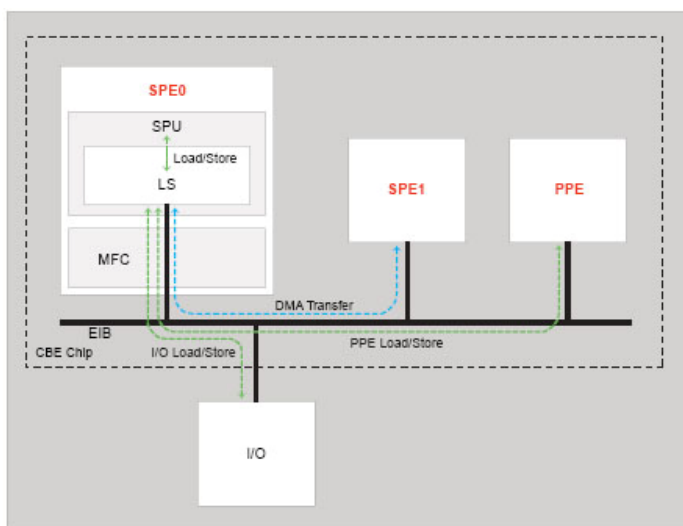 SPE0
SPU
Load/Store
LS
SPE1
PPE
MFC
DMA Transfer
EIB
CBE Chip
I/O Load/Store
PPE Load/Store
I/O